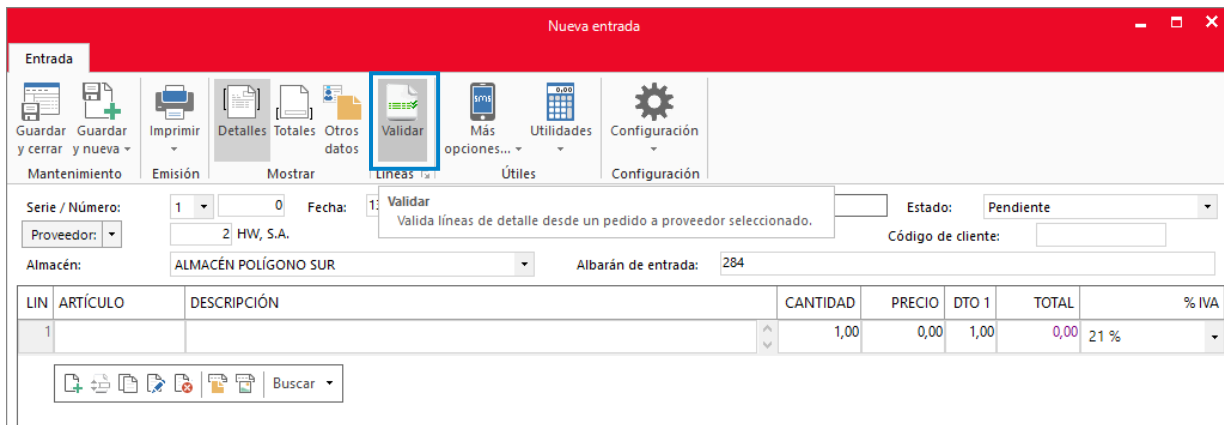 Nueva entrada
Entrada
Guardar y cerrar
Guardar y nueva
Imprimir
Detalles
Totales
Otros datos
Validar
sms
Más opciones...
0,00
Utilidades
Configuración
Mantenimiento
Emisión
Mostrar
Líneas
Útiles
Configuración
Serie / Número: 1 0 Fecha: Estado: Pendiente
Validar
Valida líneas de detalle desde un pedido a proveedor seleccionado.
Proveedor: 2 HW, S.A. Código de cliente:
Almacén: ALMACÉN POLÍGONO SUR Albarán de entrada: 284
LIN ARTÍCULO DESCRIPCIÓN CANTIDAD PRECIO DTO 1 TOTAL % IVA
1 1,00 0,00 1,00 0,00 21 %
Buscar